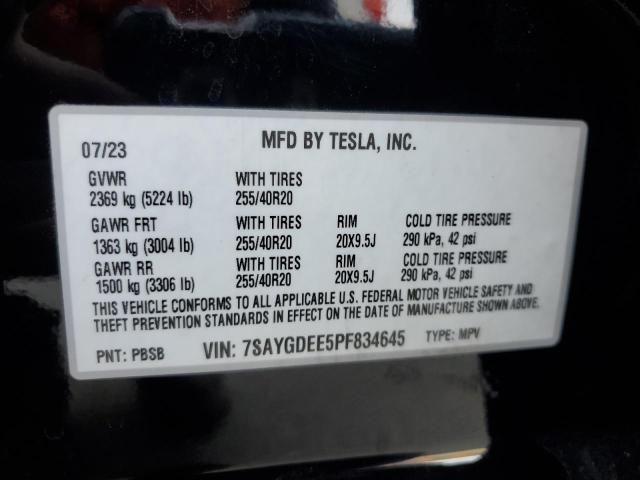 07/23 MFD BY TESLA, INC.
GVWR WITH TIRES
2369 kg (5224 lb) 255/40R20
GAWR FRT WITH TIRES RIM COLD TIRE PRESSURE
1363 kg (3004 lb) 255/40R20 20X9.5J 290 kPa, 42 psi
GAWR RR WITH TIRES RIM COLD TIRE PRESSURE
1500 kg (3306 lb) 255/40R20 20X9.5J 290 kPa, 42 psi
THIS VEHICLE CONFORMS TO ALL APPLICABLE U.S. FEDERAL MOTOR VEHICLE SAFETY AND
THEFT PREVENTION STANDARDS IN EFFECT ON THE DATE OF MANUFACTURE SHOWN ABOVE.
PNT: PBSB VIN: 7SAYGDEE5PF834645 TYPE: MPV